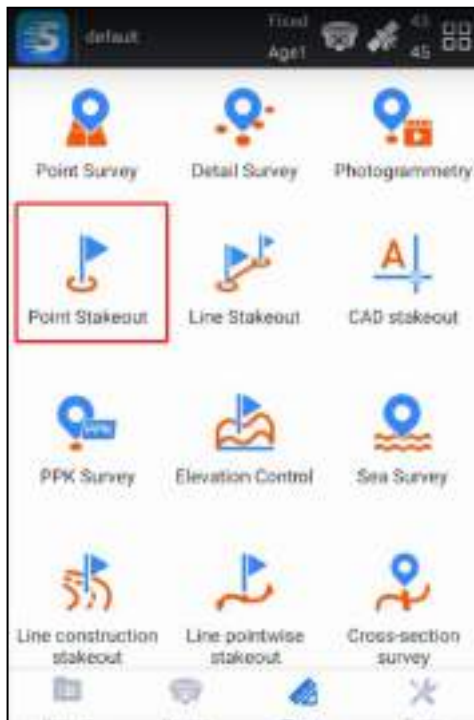 default
Fixed
Age1
45
Point Survey
Detail Survey
Photogrammetry
Point Stakeout
Line Stakeout
A
CAD stakeout
PPK Survey
Elevation Control
Sea Survey
Line construction
stakeout
Line pointwise
stakeout
Cross-section
survey